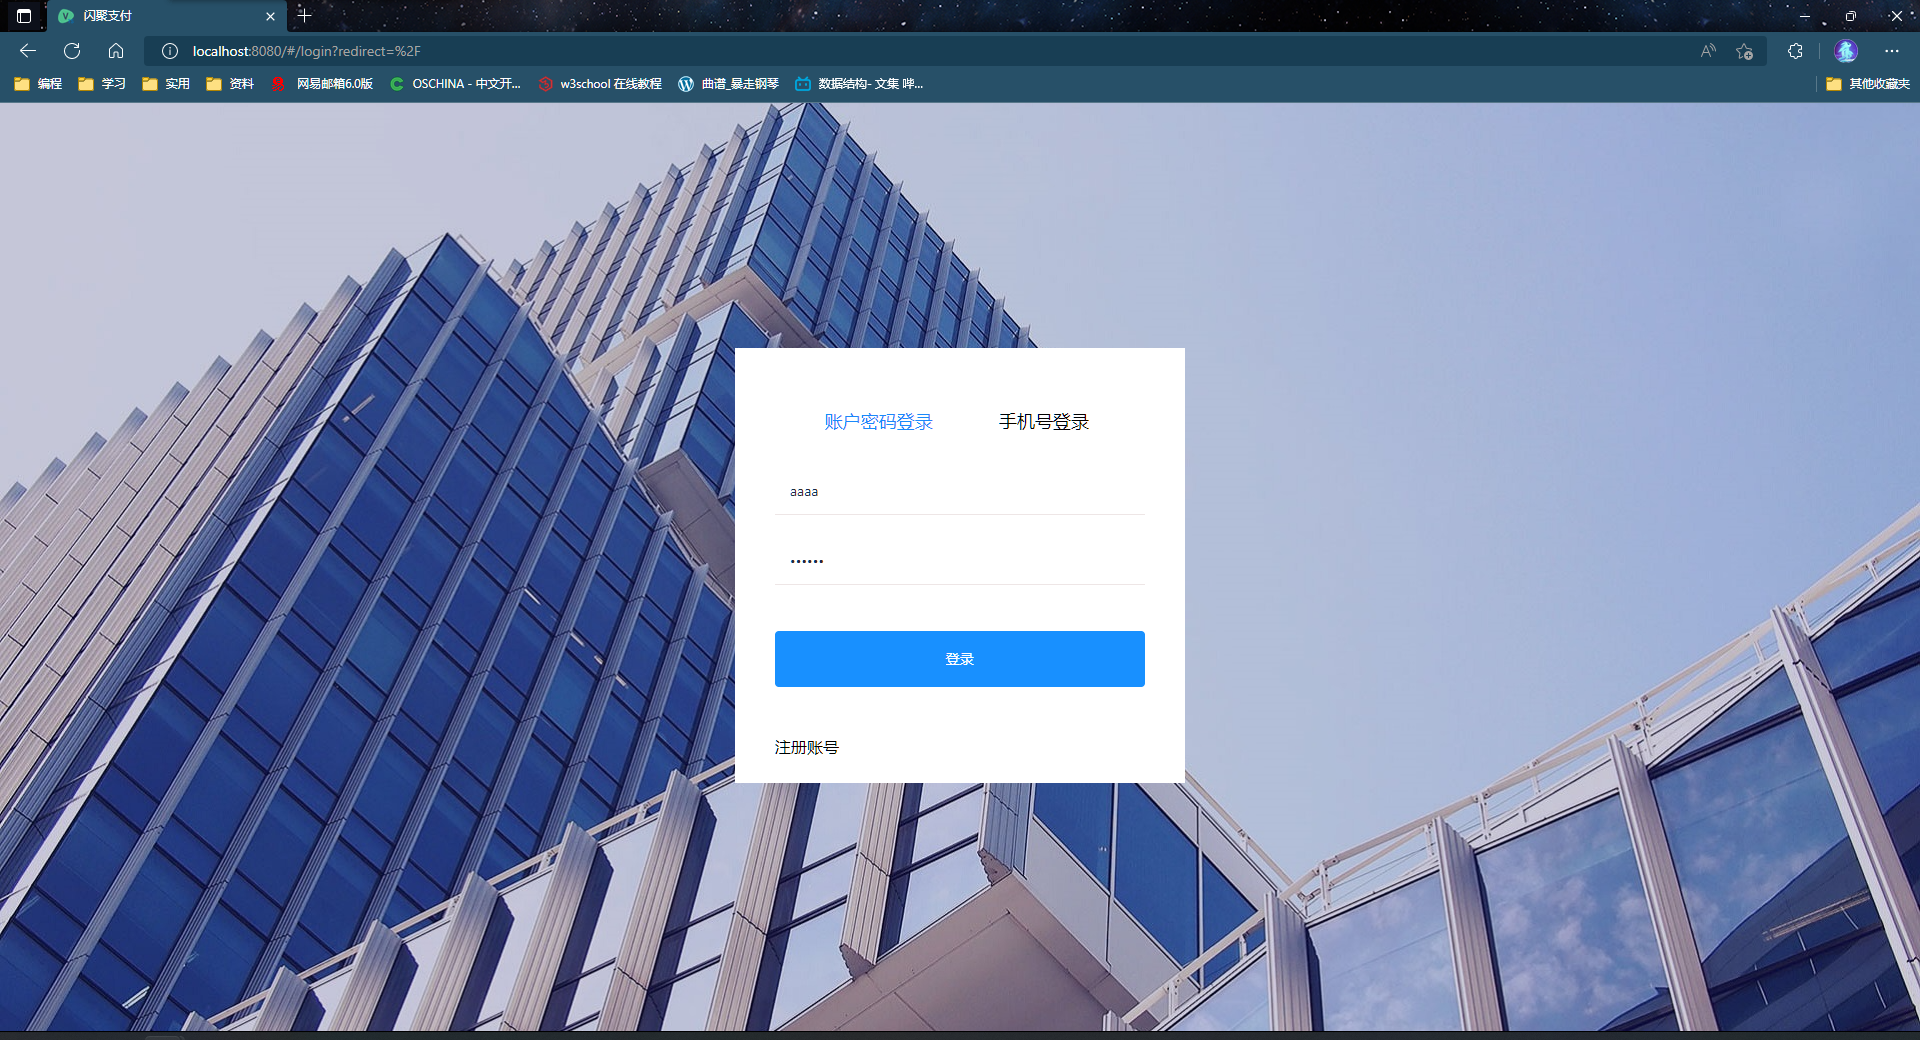 闪聚支付
localhost:8080/#/login?redirect=%2F
编程 学习 实用 资料 网易邮箱6.0版 OSCHINA - 中文开... w3school 在线教程 曲谱_暴走钢琴 数据结构- 文集 哔... 其他收藏夹
账户密码登录 手机号登录
aaaa
••••••
登录
注册账号